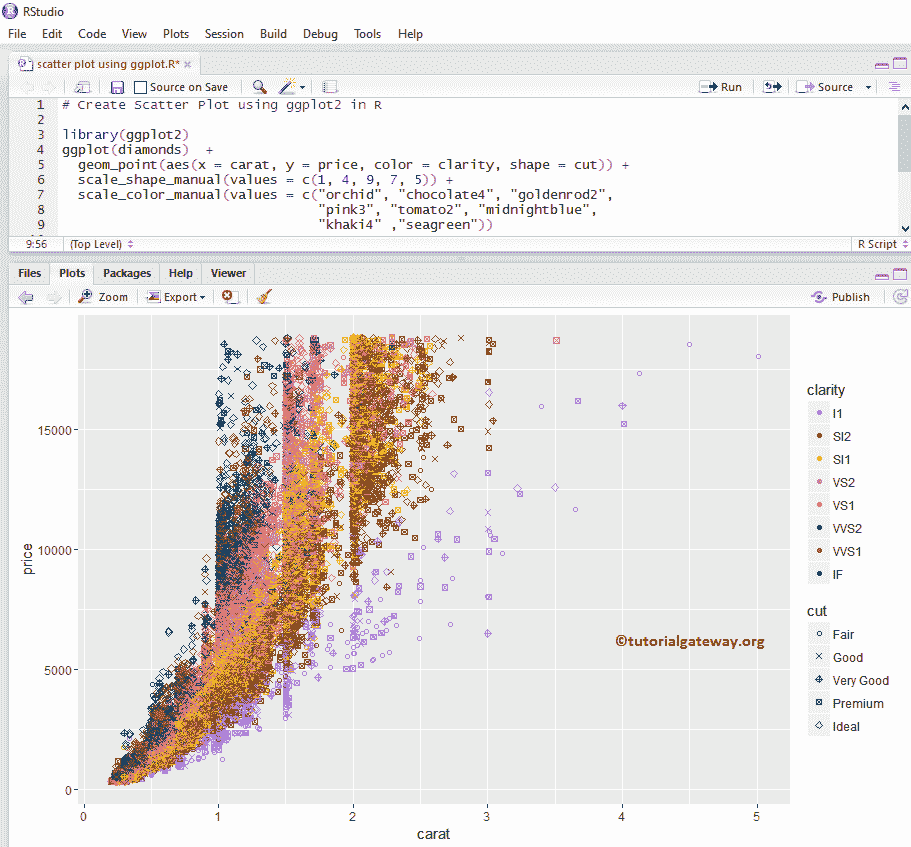 RStudio
File Edit Code View Plots Session Build Debug Tools Help
scatter plot using ggplot.R* ×
Source on Save Run Source
1 # Create Scatter Plot using ggplot2 in R
2
3 library(ggplot2)
4 ggplot(diamonds) +
5 geom_point(aes(x = carat, y = price, color = clarity, shape = cut)) +
6 scale_shape_manual(values = c(1, 4, 9, 7, 5)) +
7 scale_color_manual(values = c("orchid", "chocolate4", "goldenrod2",
8 "pink3", "tomato2", "midnightblue",
9 "khaki4" ,"seagreen"))
9:56 (Top Level) R Script
Files Plots Packages Help Viewer
Zoom Export Publish
price
15000
10000
5000
0
0 1 2 3 4 5
carat
©tutorialgateway.org
clarity
I1
SI2
SI1
VS2
VS1
VVS2
VVS1
IF
cut
Fair
Good
Very Good
Premium
Ideal